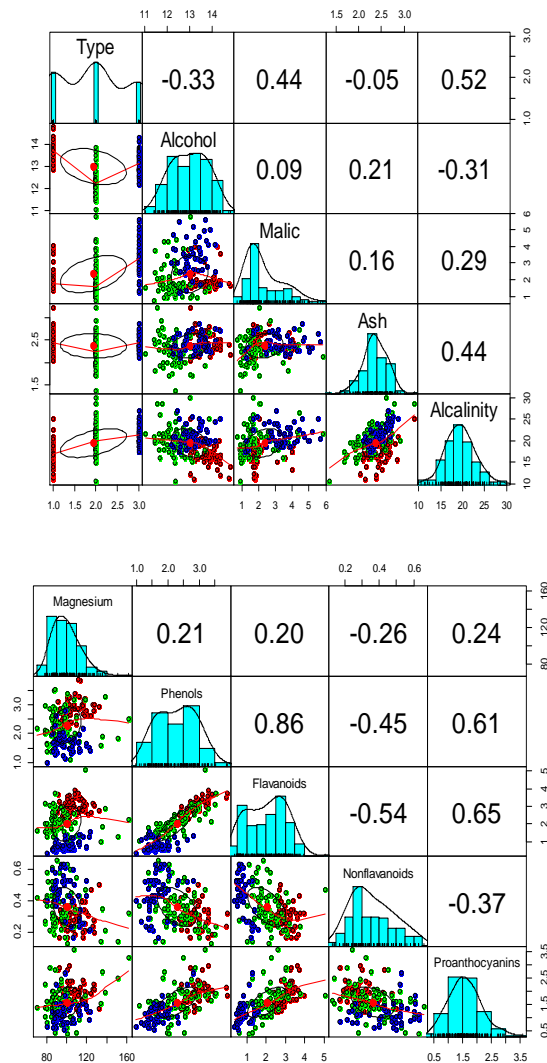 11 12 13 14
1.5 2.0 2.5 3.0
Type
-0.33
0.44
-0.05
0.52
1.0 2.0 3.0
11 12 13 14
Alcohol
0.09
0.21
-0.31
Malic
0.16
0.29
1 2 3 4 5 6
1.5 2.5
Ash
0.44
Alcalinity
10 15 20 25 30
1.0 1.5 2.0 2.5 3.0
1 2 3 4 5 6
10 15 20 25 30
1.0 2.0 3.0
0.2 0.4 0.6
Magnesium
0.21
0.20
-0.26
0.24
80 120 160
1.0 2.0 3.0
Phenols
0.86
-0.45
0.61
Flavanoids
-0.54
0.65
1 2 3 4 5
0.2 0.4 0.6
Nonflavanoids
-0.37
Proanthocyanins
0.5 1.5 2.5 3.5
80 120 160
0 1 2 3 4 5
0.5 1.5 2.5 3.5